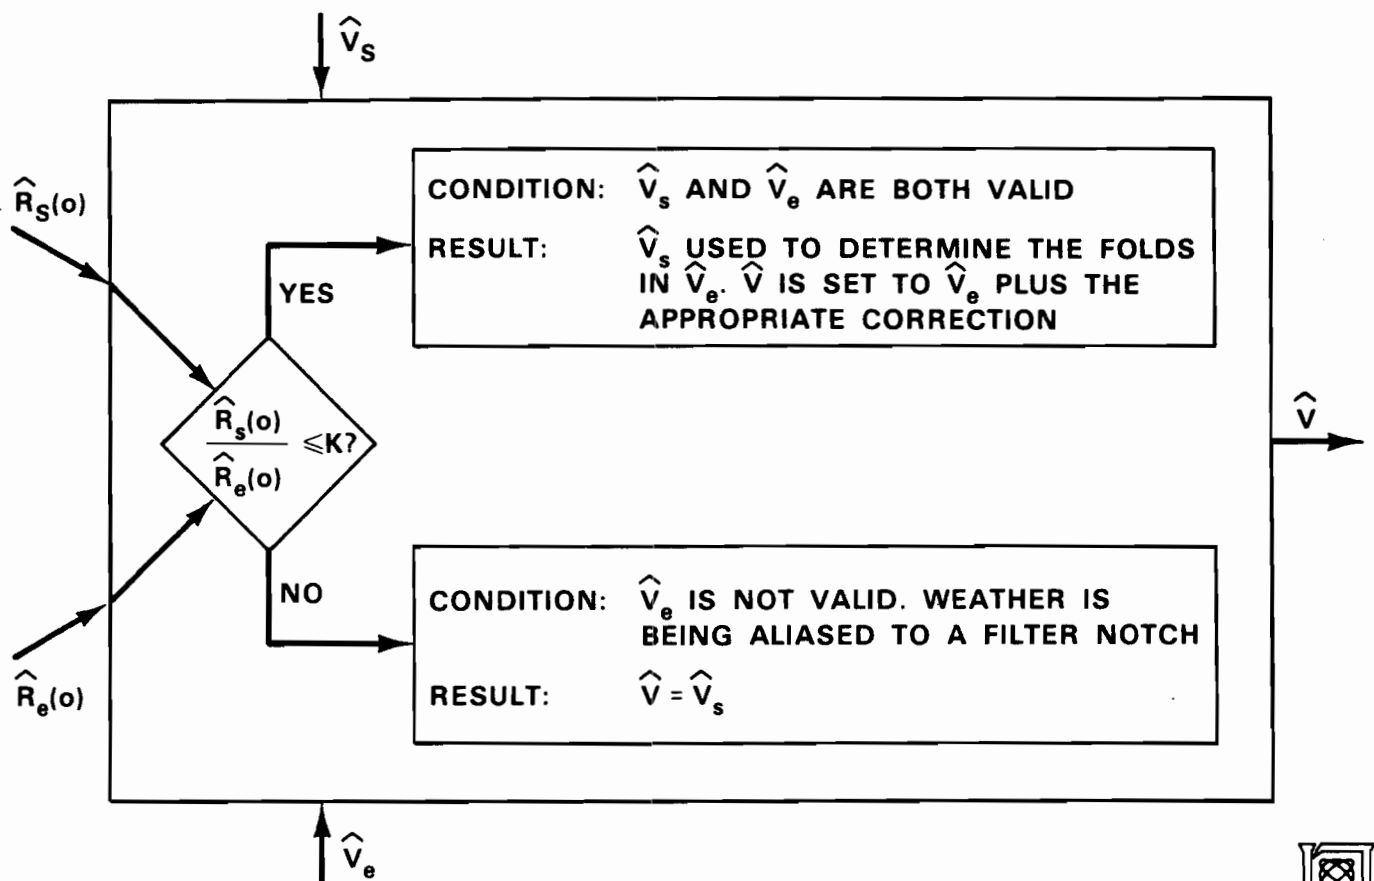 V̂S
R̂S(o)
CONDITION: V̂s AND V̂e ARE BOTH VALID
RESULT: V̂s USED TO DETERMINE THE FOLDS
IN V̂e. V̂ IS SET TO V̂e PLUS THE
APPROPRIATE CORRECTION
YES
R̂s(o)
≤K?
R̂e(o)
V̂
NO
CONDITION: V̂e IS NOT VALID. WEATHER IS
BEING ALIASED TO A FILTER NOTCH
RESULT: V̂ = V̂s
R̂e(o)
V̂e